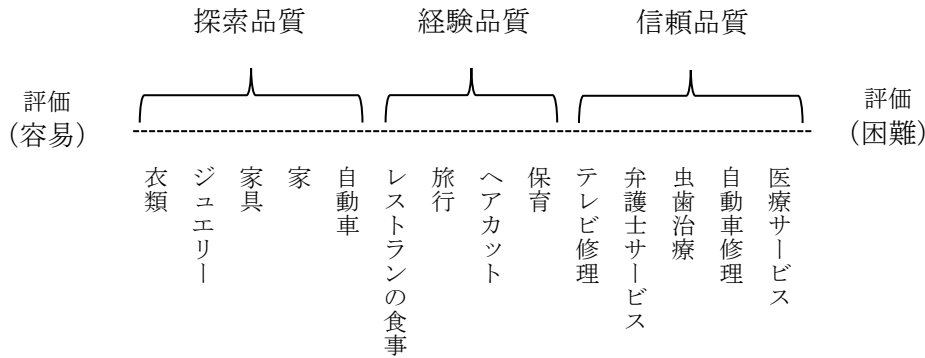 探索品質
経験品質
信頼品質
評価
（容易）
評価
（困難）
衣類
ジュエリー
家具
家
自動車
レストランの食事
旅行
ヘアカット
保育
テレビ修理
弁護士サービス
虫歯治療
自動車修理
医療サービス